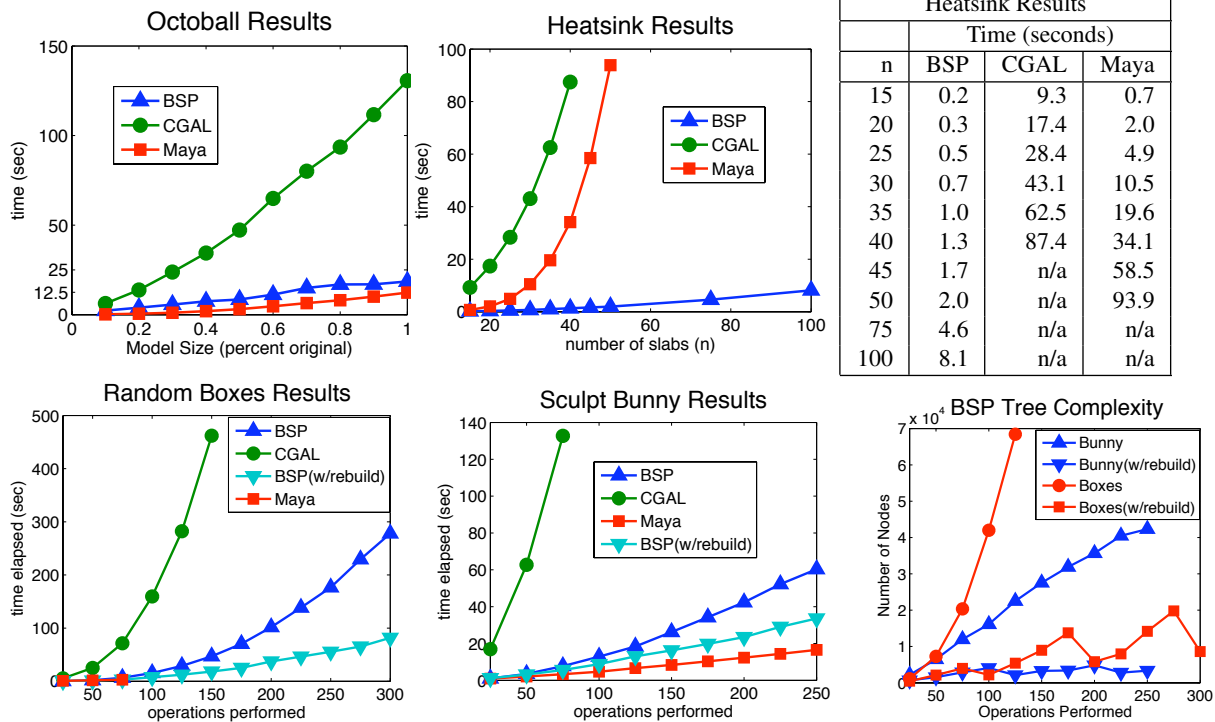 Octoball Results
150
100
50
25
12.5
0
time (sec)
BSP
CGAL
Maya
0
0.2
0.4
0.6
0.8
1
Model Size (percent original)
Heatsink Results
100
80
60
40
20
0
time (sec)
BSP
CGAL
Maya
20
40
60
80
100
number of slabs (n)
Heatsink Results
Time (seconds)
n BSP CGAL Maya
15 0.2 9.3 0.7
20 0.3 17.4 2.0
25 0.5 28.4 4.9
30 0.7 43.1 10.5
35 1.0 62.5 19.6
40 1.3 87.4 34.1
45 1.7 n/a 58.5
50 2.0 n/a 93.9
75 4.6 n/a n/a
100 8.1 n/a n/a
Random Boxes Results
500
400
300
200
100
0
time elapsed (sec)
BSP
CGAL
BSP(w/rebuild)
Maya
50
100
150
200
250
300
operations performed
Sculpt Bunny Results
140
120
100
80
60
40
20
0
time elapsed (sec)
BSP
CGAL
Maya
BSP(w/rebuild)
50
100
150
200
250
operations performed
BSP Tree Complexity
x 10^4
7
6
5
4
3
2
1
0
Number of Nodes
Bunny
Bunny(w/rebuild)
Boxes
Boxes(w/rebuild)
50
100
150
200
250
300
Operations Performed